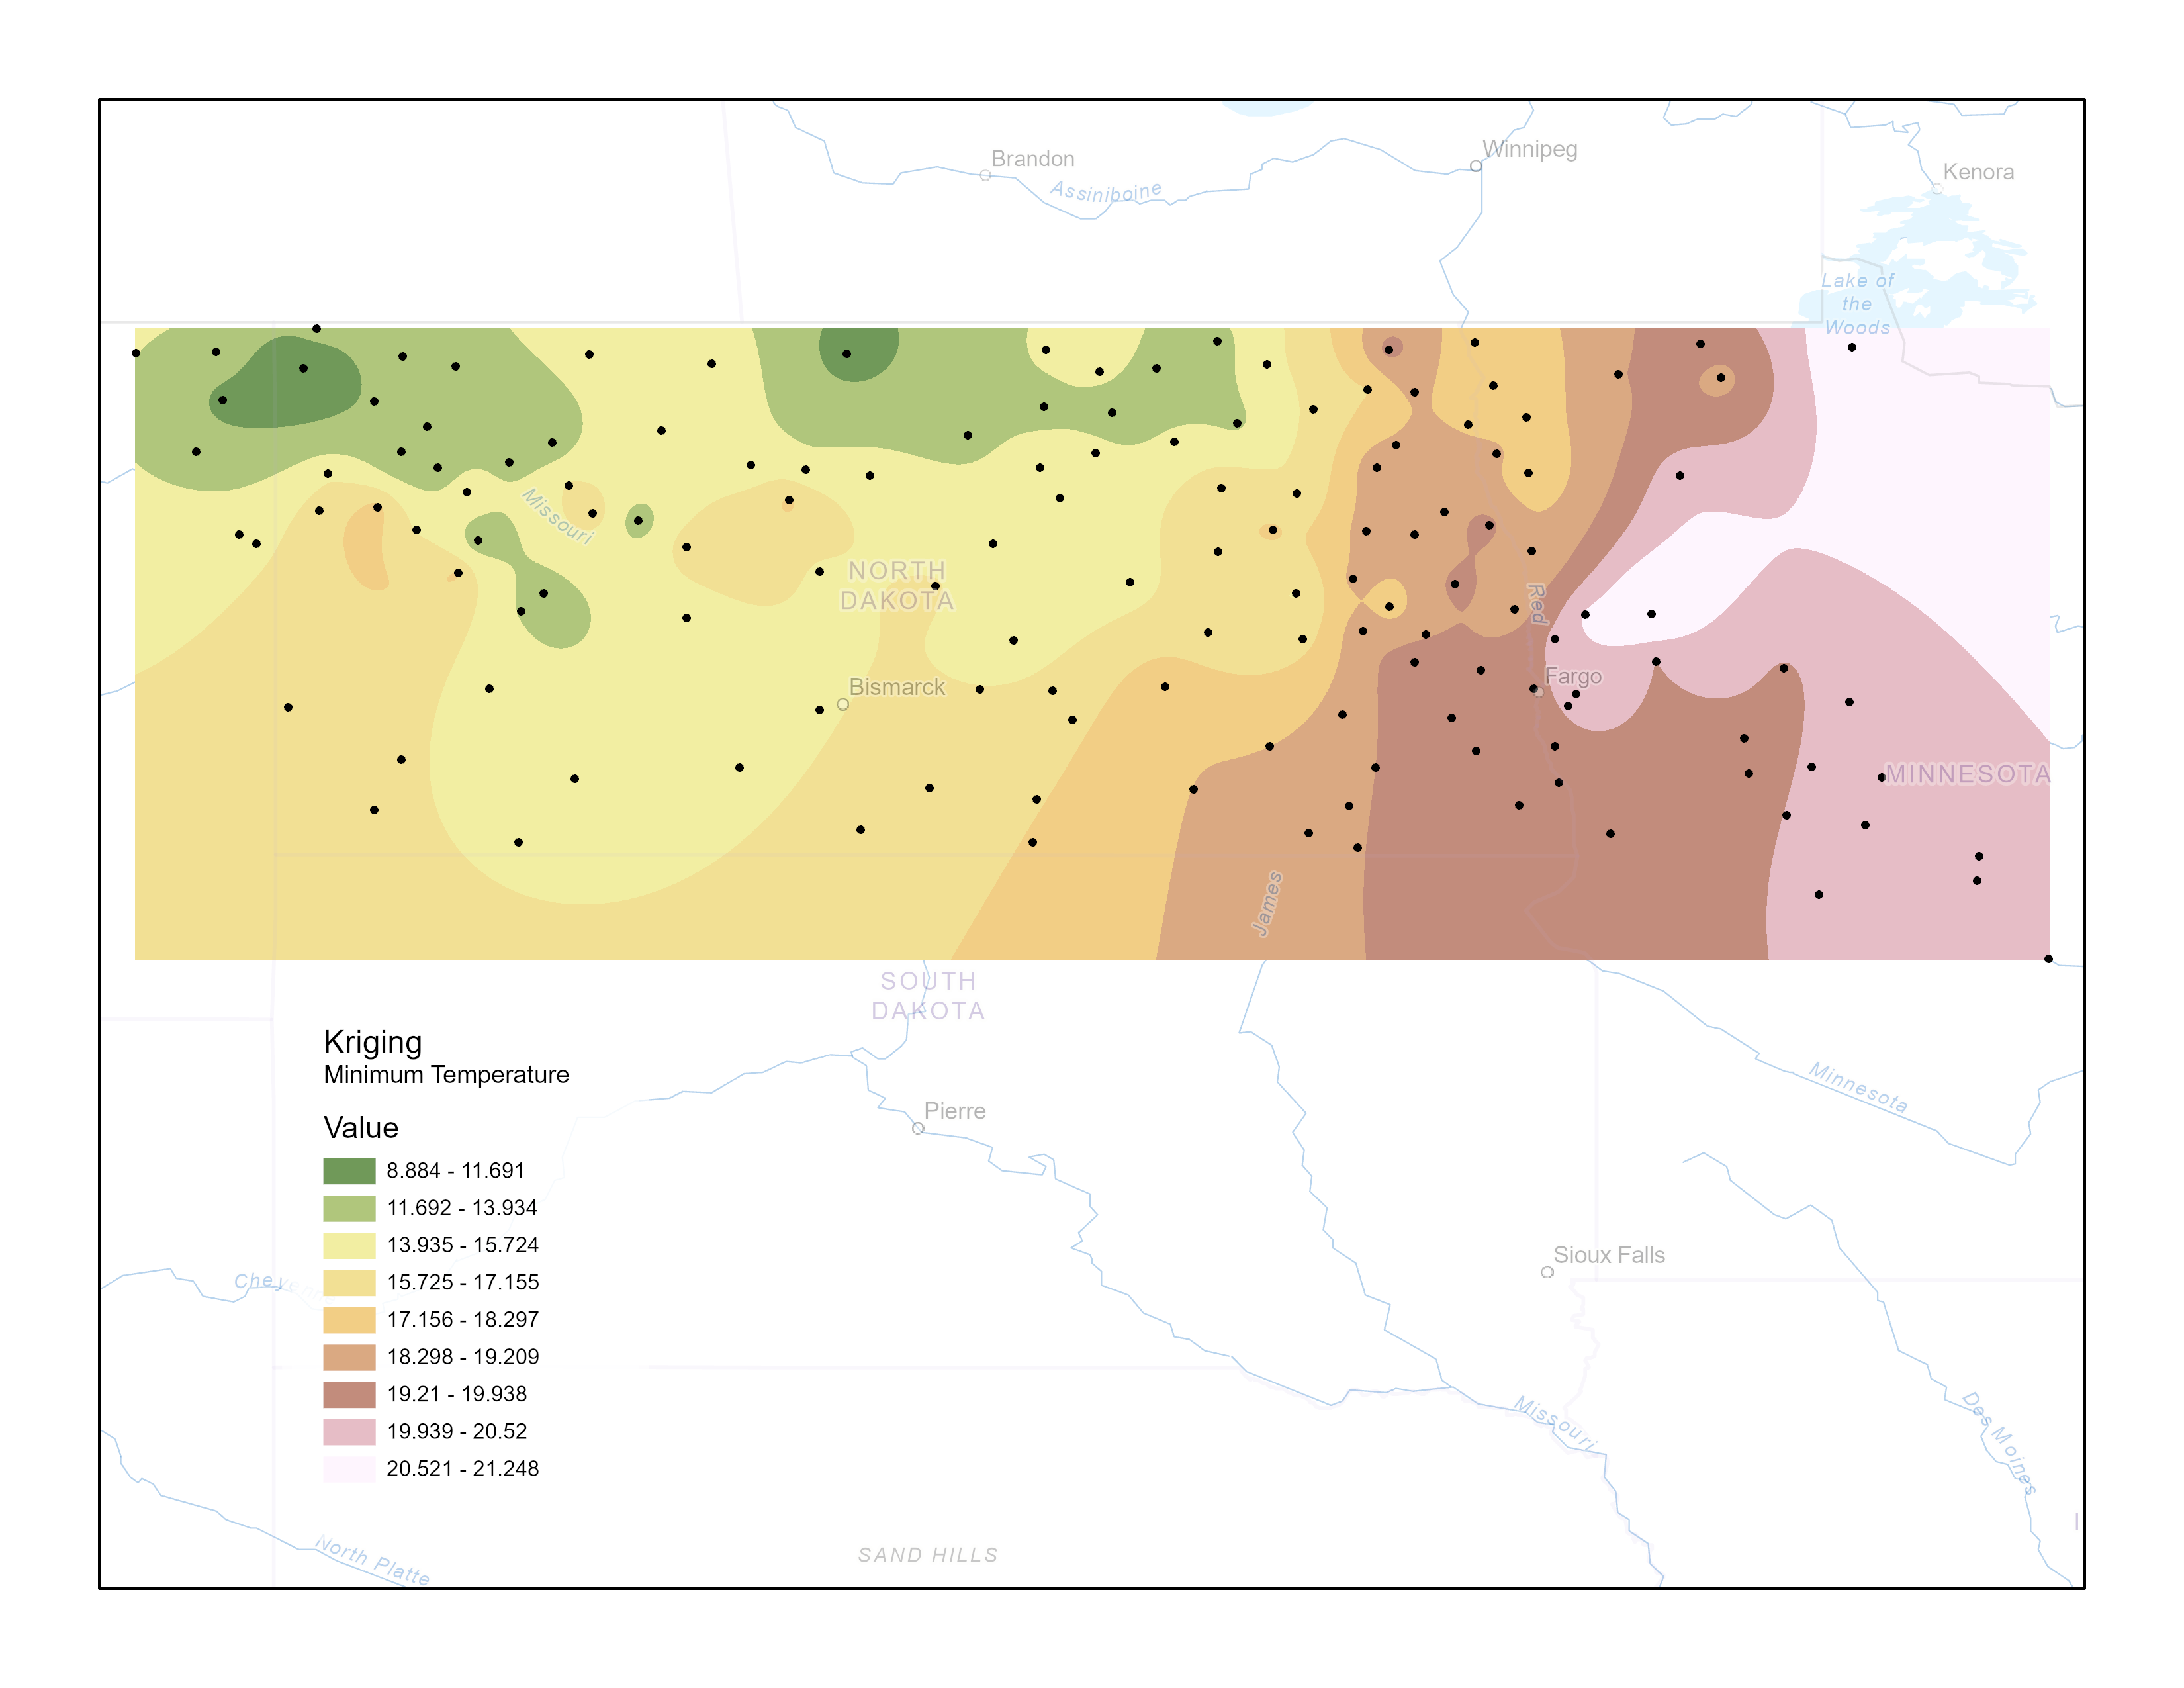 Brandon
Winnipeg
Assiniboine
Kenora
Lake of
the
Woods
Missouri
NORTH
DAKOTA
Red
Bismarck
Fargo
MINNESOTA
James
SOUTH
DAKOTA
Kriging
Minimum Temperature
Value
8.884 - 11.691
11.692 - 13.934
13.935 - 15.724
15.725 - 17.155
17.156 - 18.297
18.298 - 19.209
19.21 - 19.938
19.939 - 20.52
20.521 - 21.248
Pierre
Minnesota
Sioux Falls
Missouri
Des Moines
North Platte
SAND HILLS